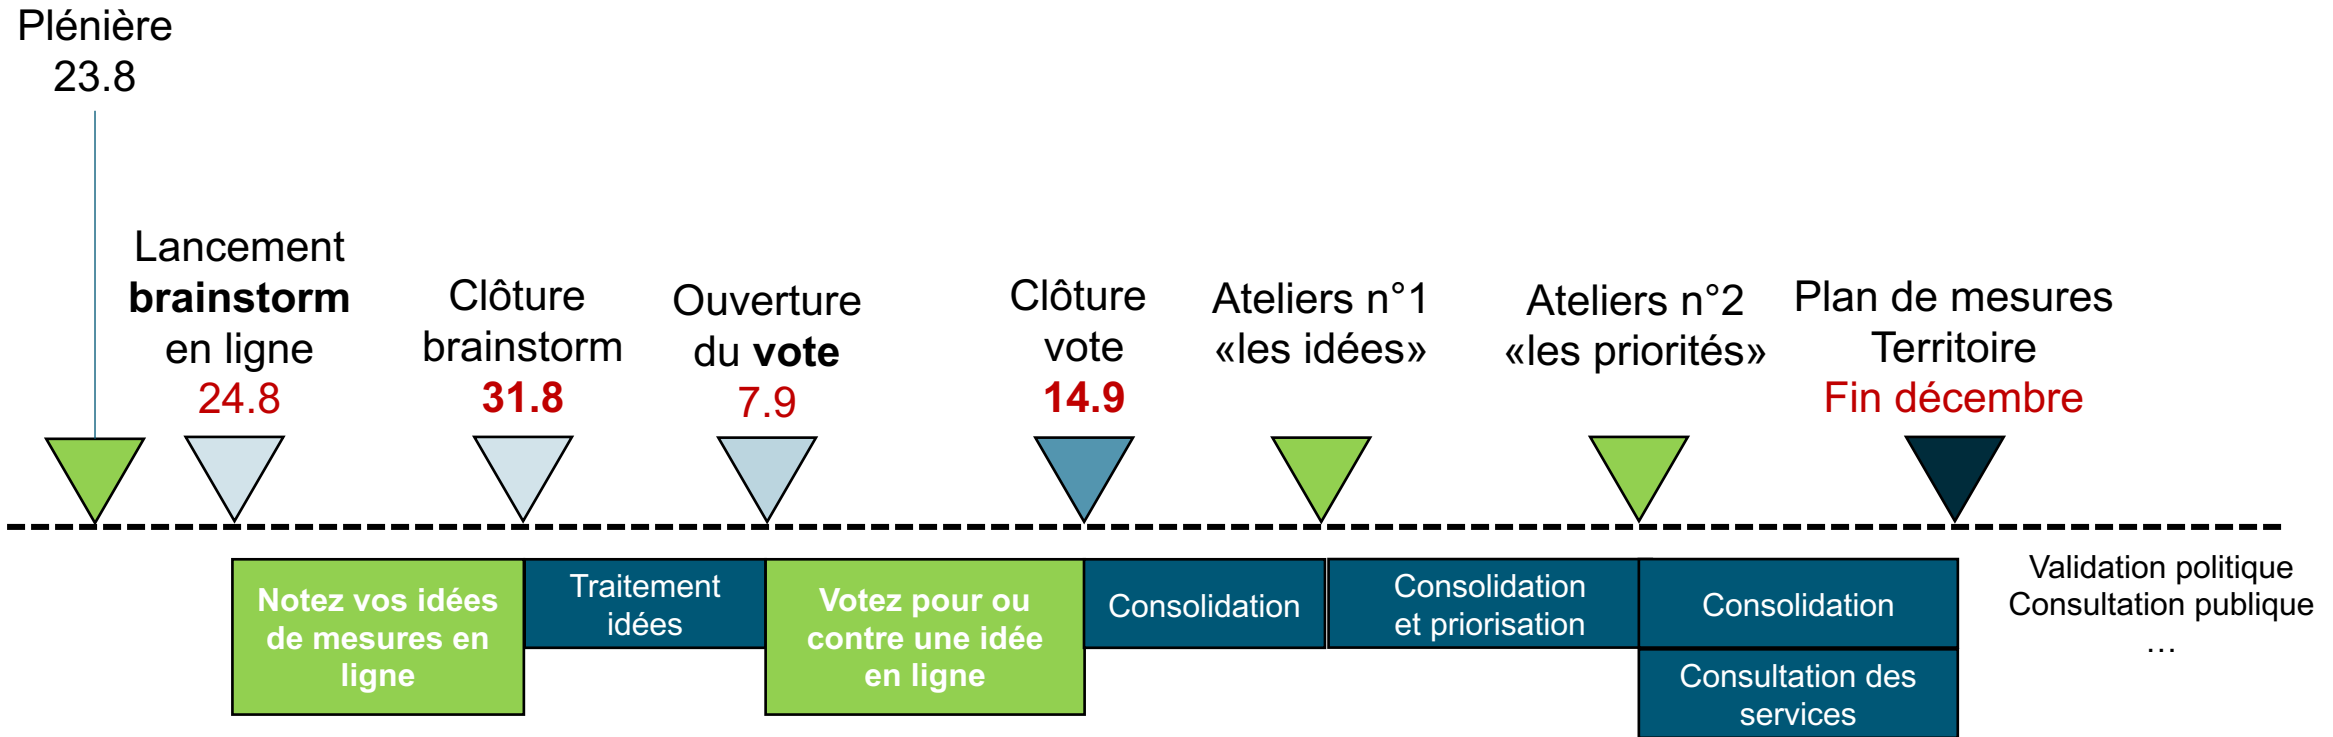 Plénière
23.8
Lancement
brainstorm
en ligne
24.8
Clôture
brainstorm
31.8
Ouverture
du vote
7.9
Clôture
vote
14.9
Ateliers n°1
«les idées»
Ateliers n°2
«les priorités»
Plan de mesures
Territoire
Fin décembre
Notez vos idées
de mesures en
ligne
Traitement
idées
Votez pour ou
contre une idée
en ligne
Consolidation
Consolidation
et priorisation
Consolidation
Consultation des
services
Validation politique
Consultation publique
…